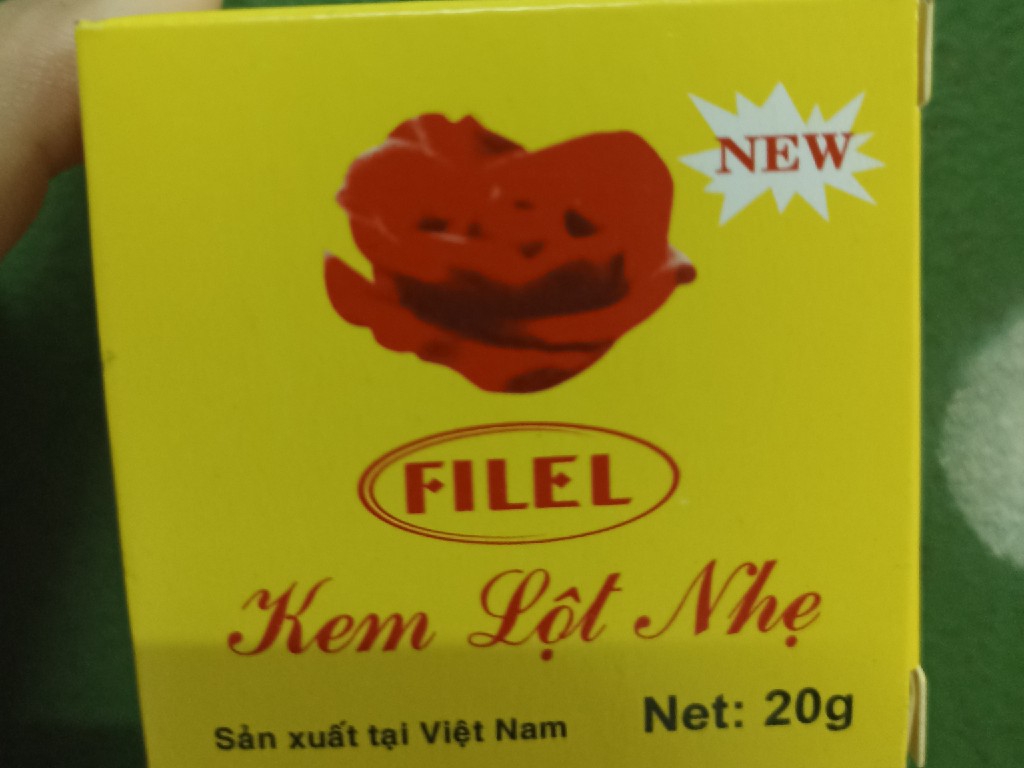 NEW
FILEL
Kem Lột Nhẹ
Sản xuất tại Việt Nam
Net: 20g